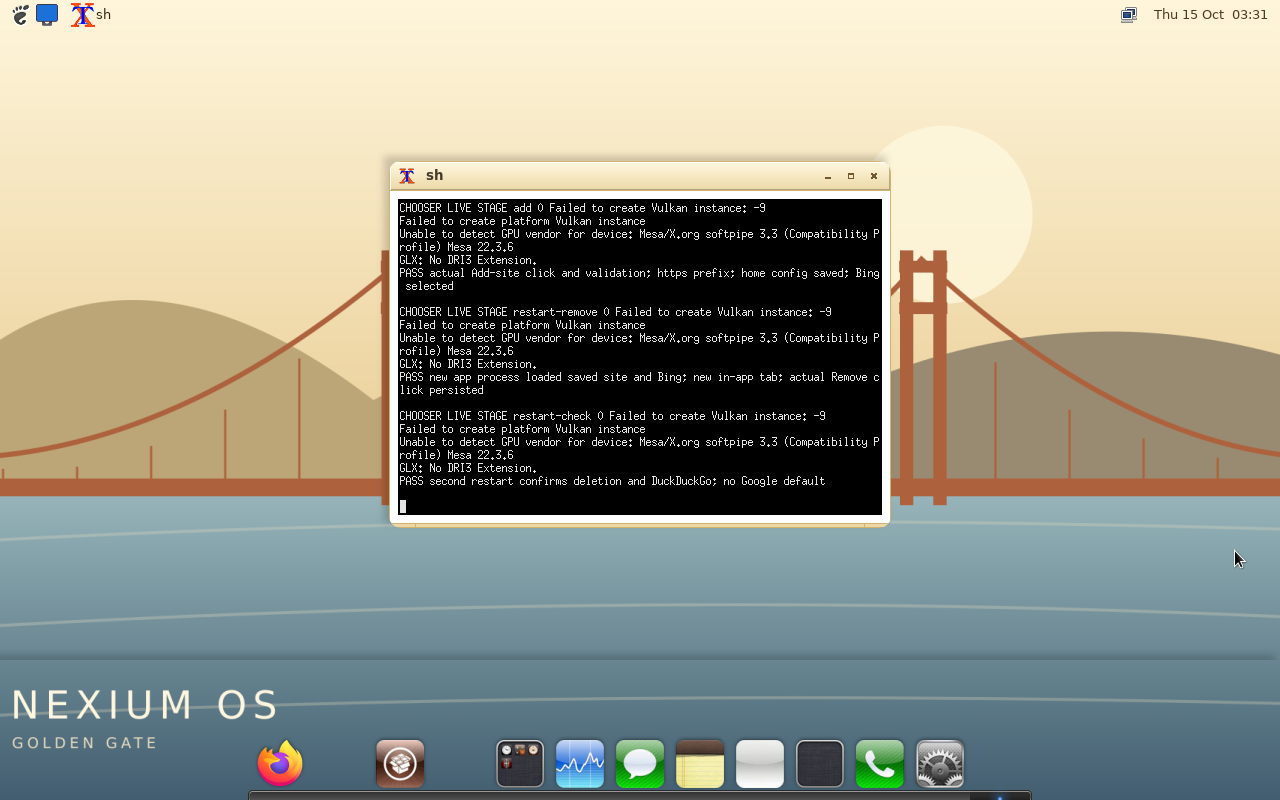 sh
Thu 15 Oct 03:31
sh
CHOOSER LIVE STAGE add 0 Failed to create Vulkan instance: -9
Failed to create platform Vulkan instance
Unable to detect GPU vendor for device: Mesa/X.org softpipe 3.3 (Compatibility P
rofile) Mesa 22.3.6
GLX: No DRI3 Extension.
PASS actual Add-site click and validation; https prefix; home config saved; Bing
 selected
CHOOSER LIVE STAGE restart-remove 0 Failed to create Vulkan instance: -9
Failed to create platform Vulkan instance
Unable to detect GPU vendor for device: Mesa/X.org softpipe 3.3 (Compatibility P
rofile) Mesa 22.3.6
GLX: No DRI3 Extension.
PASS new app process loaded saved site and Bing; new in-app tab; actual Remove c
lick persisted
CHOOSER LIVE STAGE restart-check 0 Failed to create Vulkan instance: -9
Failed to create platform Vulkan instance
Unable to detect GPU vendor for device: Mesa/X.org softpipe 3.3 (Compatibility P
rofile) Mesa 22.3.6
GLX: No DRI3 Extension.
PASS second restart confirms deletion and DuckDuckGo; no Google default
NEXIUM OS
GOLDEN GATE